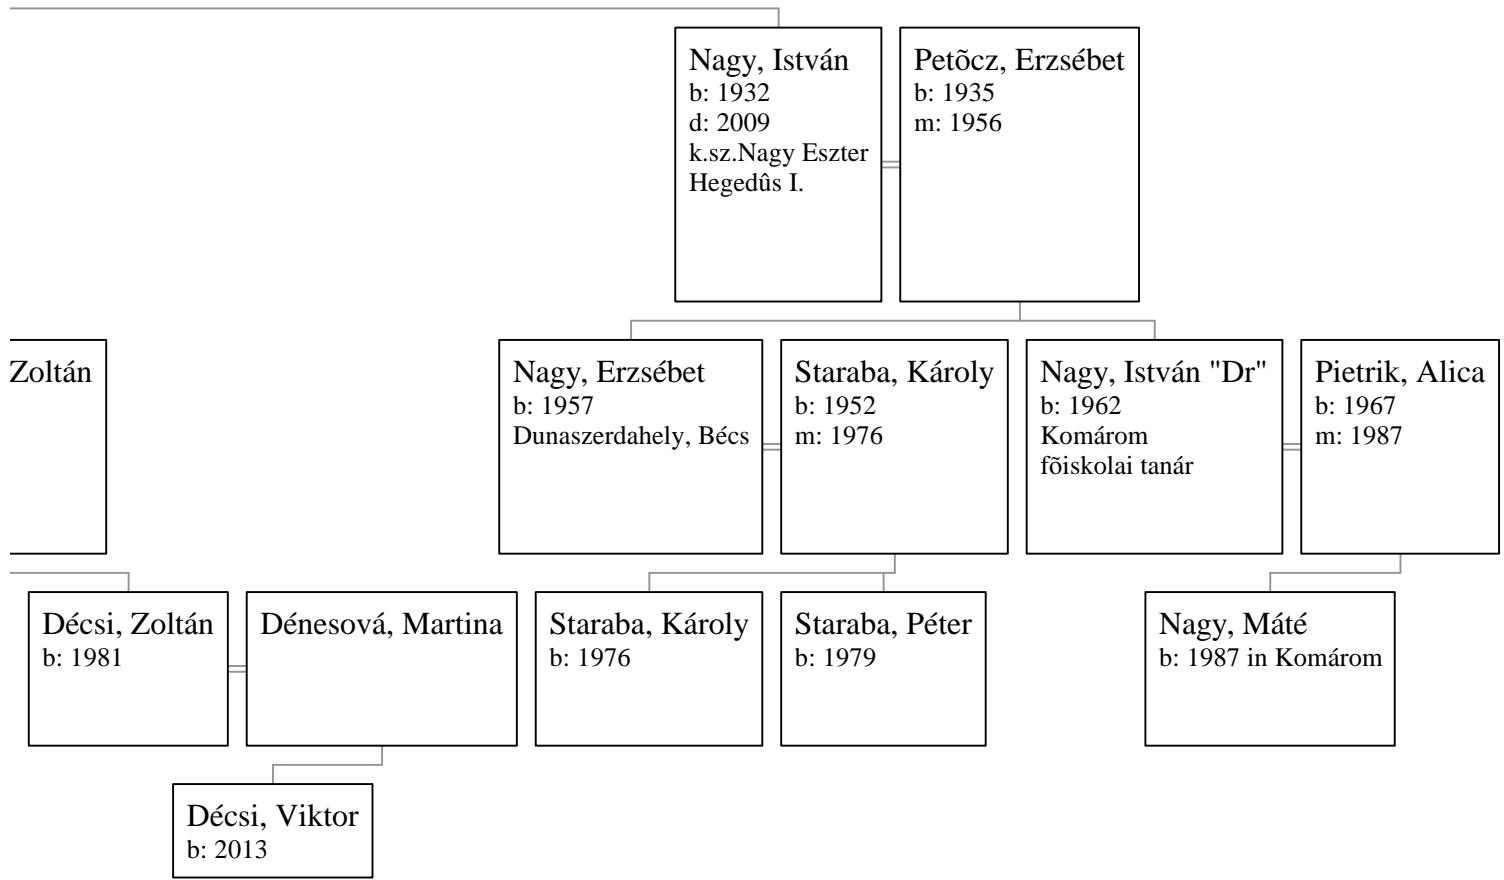 Nagy, István
b: 1932
d: 2009
k.sz.Nagy Eszter
Hegedûs I.
Petõcz, Erzsébet
b: 1935
m: 1956
Zoltán
Nagy, Erzsébet
b: 1957
Dunaszerdahely, Bécs
Staraba, Károly
b: 1952
m: 1976
Nagy, István "Dr"
b: 1962
Komárom
fõiskolai tanár
Pietrik, Alica
b: 1967
m: 1987
Décsi, Zoltán
b: 1981
Dénesová, Martina
Staraba, Károly
b: 1976
Staraba, Péter
b: 1979
Nagy, Máté
b: 1987 in Komárom
Décsi, Viktor
b: 2013